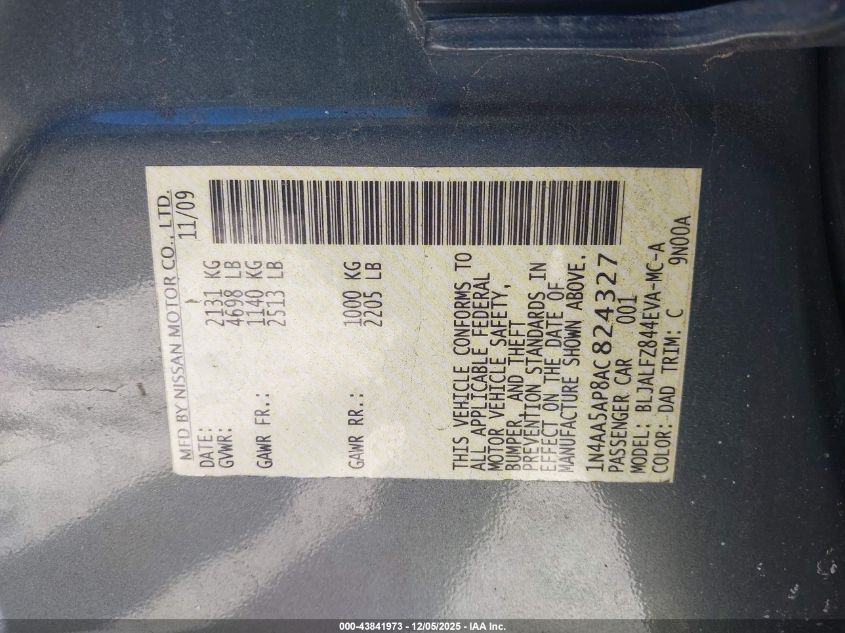 MFD BY NISSAN MOTOR CO., LTD.
DATE: 11/09
GVWR: 2131 KG
4698 LB
GAWR FR.: 1140 KG
2513 LB
GAWR RR.: 1000 KG
2205 LB
THIS VEHICLE CONFORMS TO
ALL APPLICABLE FEDERAL
MOTOR VEHICLE SAFETY,
BUMPER, AND THEFT
PREVENTION STANDARDS IN
EFFECT ON THE DATE OF
MANUFACTURE SHOWN ABOVE.
1N4AA5AP8AC824327
PASSENGER CAR 001
MODEL: BLJALFZ844EVA-MC-A
COLOR: DAD TRIM: C 9N00A
000-43841973 - 12/05/2025 - IAA Inc.